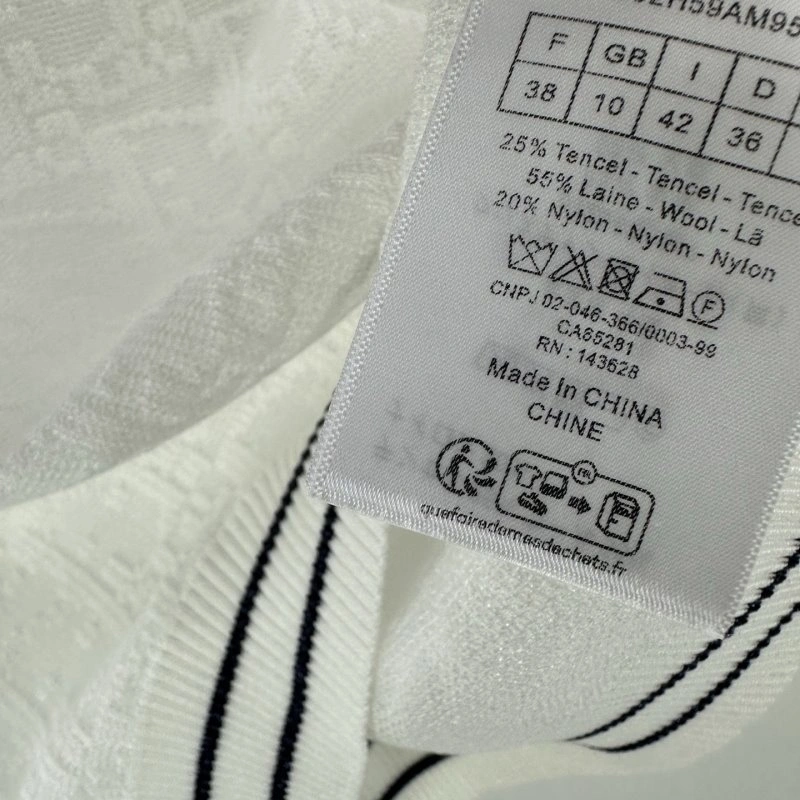 F GB I D
38 10 42 36
25% Tencel - Tencel - Tence
55% Laine - Wool - Lã
20% Nylon - Nylon - Nylon
F
CNPJ 02-046-366/0003-99
CA65281
RN : 143628
Made In CHINA
CHINE
FR
quefairedemesdechets.fr